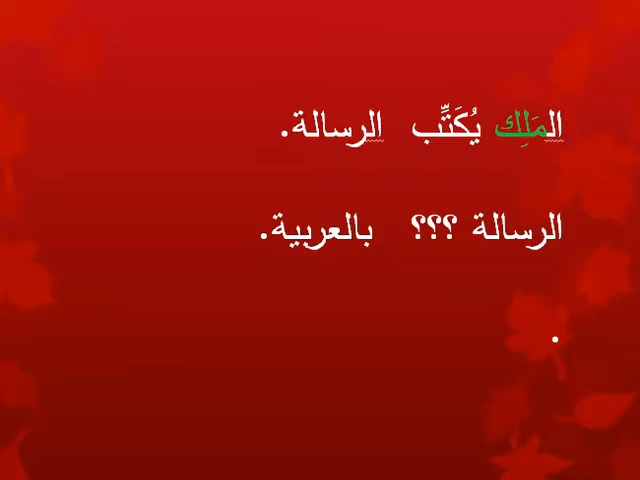 المَلِك يُكَتِّب الرسالة.
الرسالة ؟؟؟ بالعربية.
.